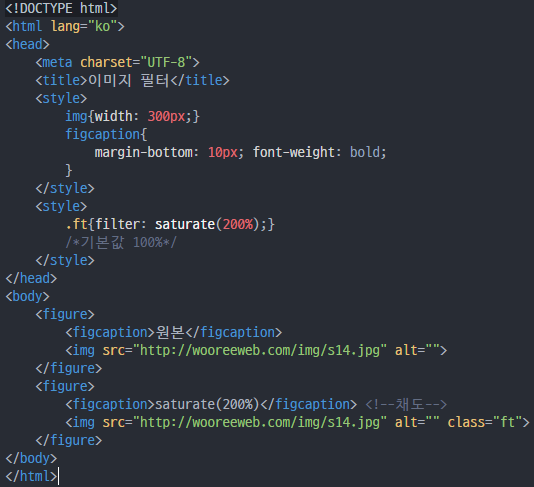 <!DOCTYPE html>
<html lang="ko">
<head>
    <meta charset="UTF-8">
    <title>이미지 필터</title>
    <style>
        img{width: 300px;}
        figcaption{
            margin-bottom: 10px; font-weight: bold;
        }
    </style>
    <style>
        .ft{filter: saturate(200%);}
        /*기본값 100%*/
    </style>
</head>
<body>
    <figure>
        <figcaption>원본</figcaption>
        <img src="http://wooreeweb.com/img/s14.jpg" alt="">
    </figure>
    <figure>
        <figcaption>saturate(200%)</figcaption> <!--채도-->
        <img src="http://wooreeweb.com/img/s14.jpg" alt="" class="ft">
    </figure>
</body>
</html>